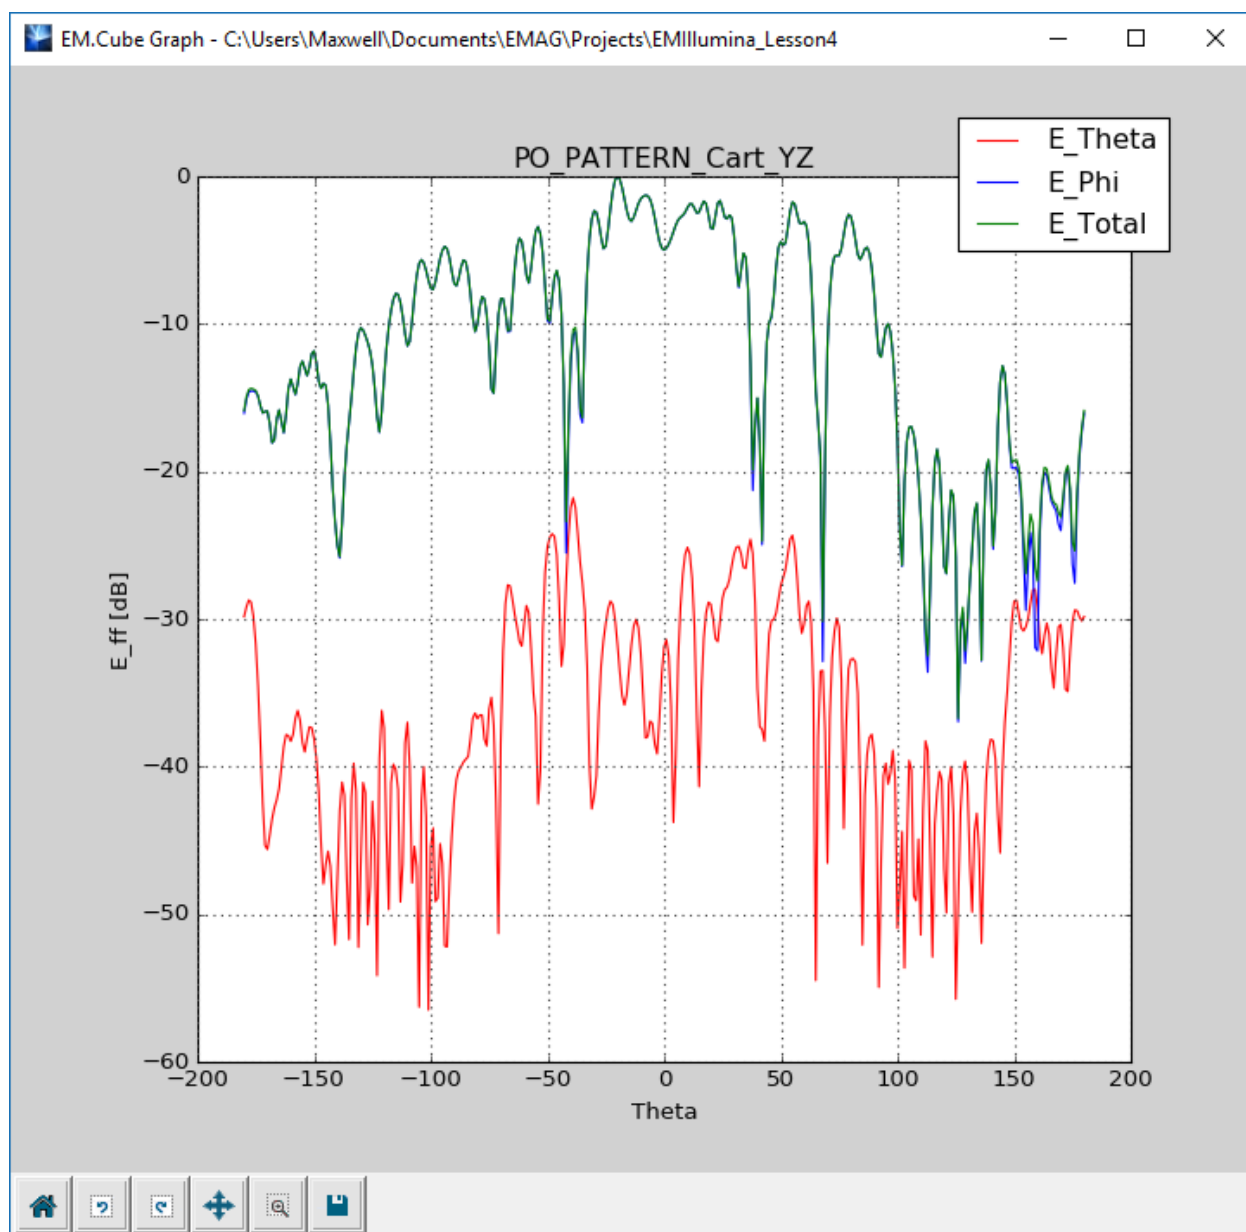 EM.Cube Graph - C:\Users\Maxwell\Documents\EMAG\Projects\EMIllumina_Lesson4
PO_PATTERN_Cart_YZ
E_Theta
E_Phi
E_Total
0
−10
−20
−30
−40
−50
−60
E_ff [dB]
−200 −150 −100 −50 0 50 100 150 200
Theta